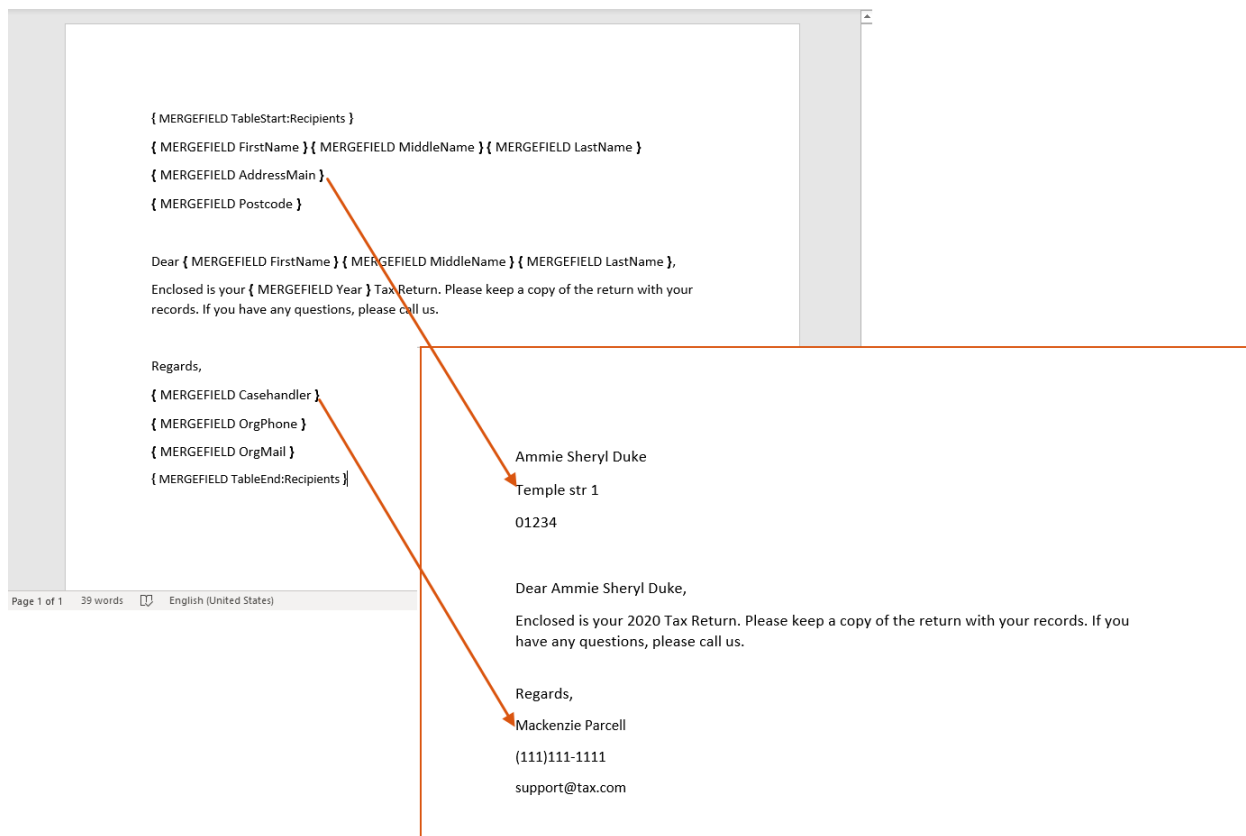 { MERGEFIELD TableStart:Recipients }
{ MERGEFIELD FirstName } { MERGEFIELD MiddleName } { MERGEFIELD LastName }
{ MERGEFIELD AddressMain }
{ MERGEFIELD Postcode }
Dear { MERGEFIELD FirstName } { MERGEFIELD MiddleName } { MERGEFIELD LastName },
Enclosed is your { MERGEFIELD Year } Tax Return. Please keep a copy of the return with your
records. If you have any questions, please call us.
Regards,
{ MERGEFIELD Casehandler }
{ MERGEFIELD OrgPhone }
{ MERGEFIELD OrgMail }
{ MERGEFIELD TableEnd:Recipients }
Page 1 of 1 39 words English (United States)
Ammie Sheryl Duke
Temple str 1
01234
Dear Ammie Sheryl Duke,
Enclosed is your 2020 Tax Return. Please keep a copy of the return with your records. If you
have any questions, please call us.
Regards,
Mackenzie Parcell
(111)111-1111
support@tax.com